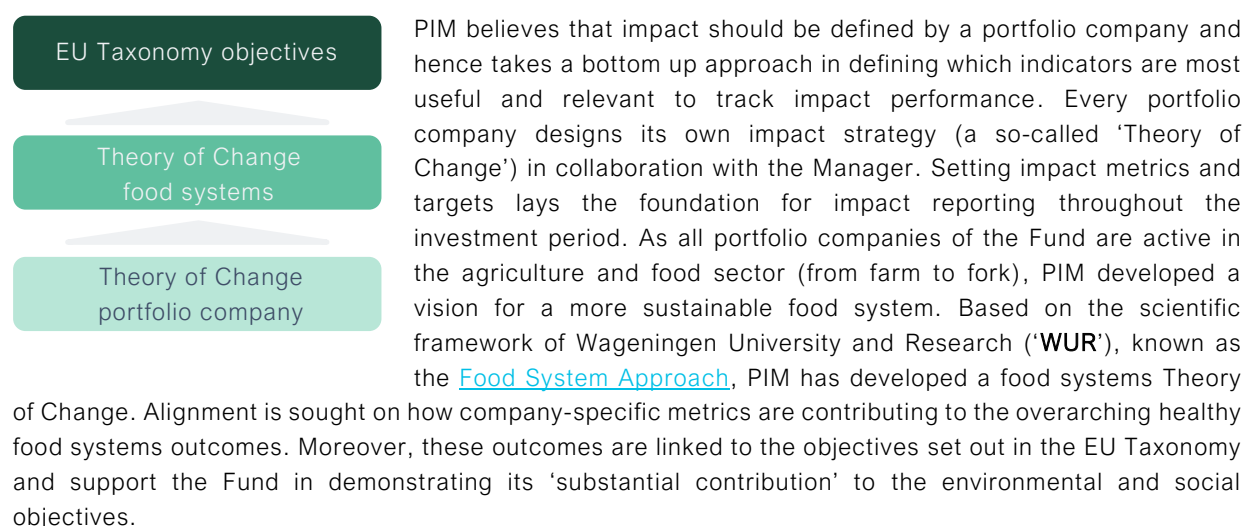 EU Taxonomy objectives
Theory of Change
food systems
Theory of Change
portfolio company
PIM believes that impact should be defined by a portfolio company and
hence takes a bottom up approach in defining which indicators are most
useful and relevant to track impact performance. Every portfolio
company designs its own impact strategy (a so-called ‘Theory of
Change’) in collaboration with the Manager. Setting impact metrics and
targets lays the foundation for impact reporting throughout the
investment period. As all portfolio companies of the Fund are active in
the agriculture and food sector (from farm to fork), PIM developed a
vision for a more sustainable food system. Based on the scientific
framework of Wageningen University and Research (‘WUR’), known as
the Food System Approach, PIM has developed a food systems Theory
of Change. Alignment is sought on how company-specific metrics are contributing to the overarching healthy
food systems outcomes. Moreover, these outcomes are linked to the objectives set out in the EU Taxonomy
and support the Fund in demonstrating its ‘substantial contribution’ to the environmental and social
objectives.